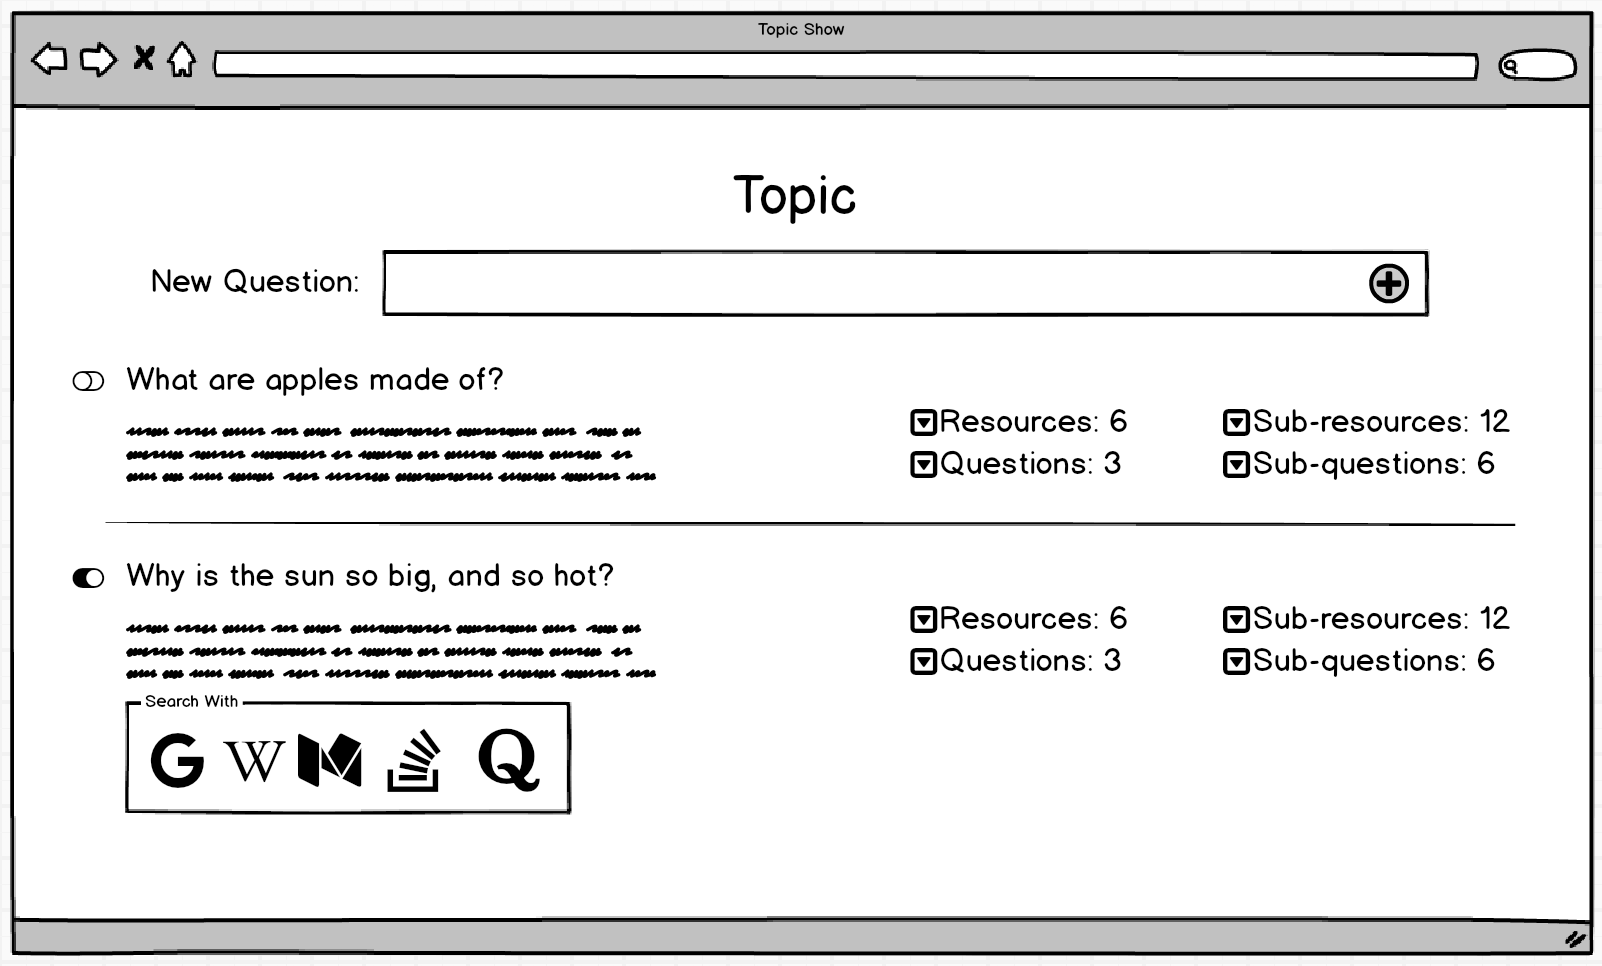 Topic Show
Topic
New Question:
What are apples made of?
Resources: 6
Sub-resources: 12
Questions: 3
Sub-questions: 6
Why is the sun so big, and so hot?
Resources: 6
Sub-resources: 12
Questions: 3
Sub-questions: 6
Search With
G W M Q